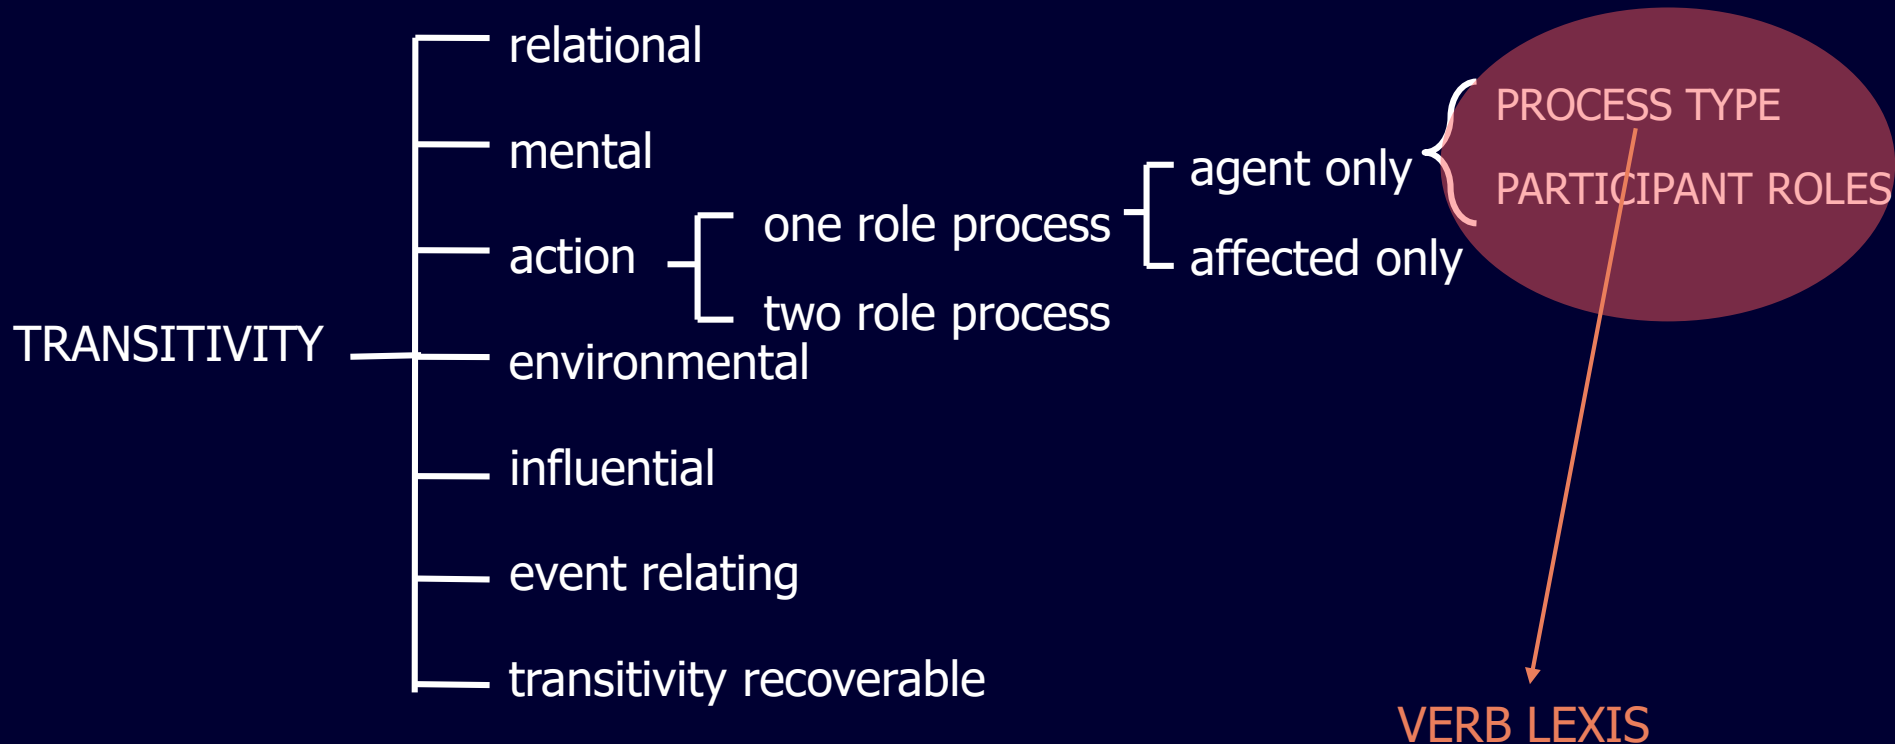 relational
PROCESS TYPE
mental
agent only
PARTICIPANT ROLES
one role process
action
affected only
two role process
TRANSITIVITY
environmental
influential
event relating
transitivity recoverable
VERB LEXIS